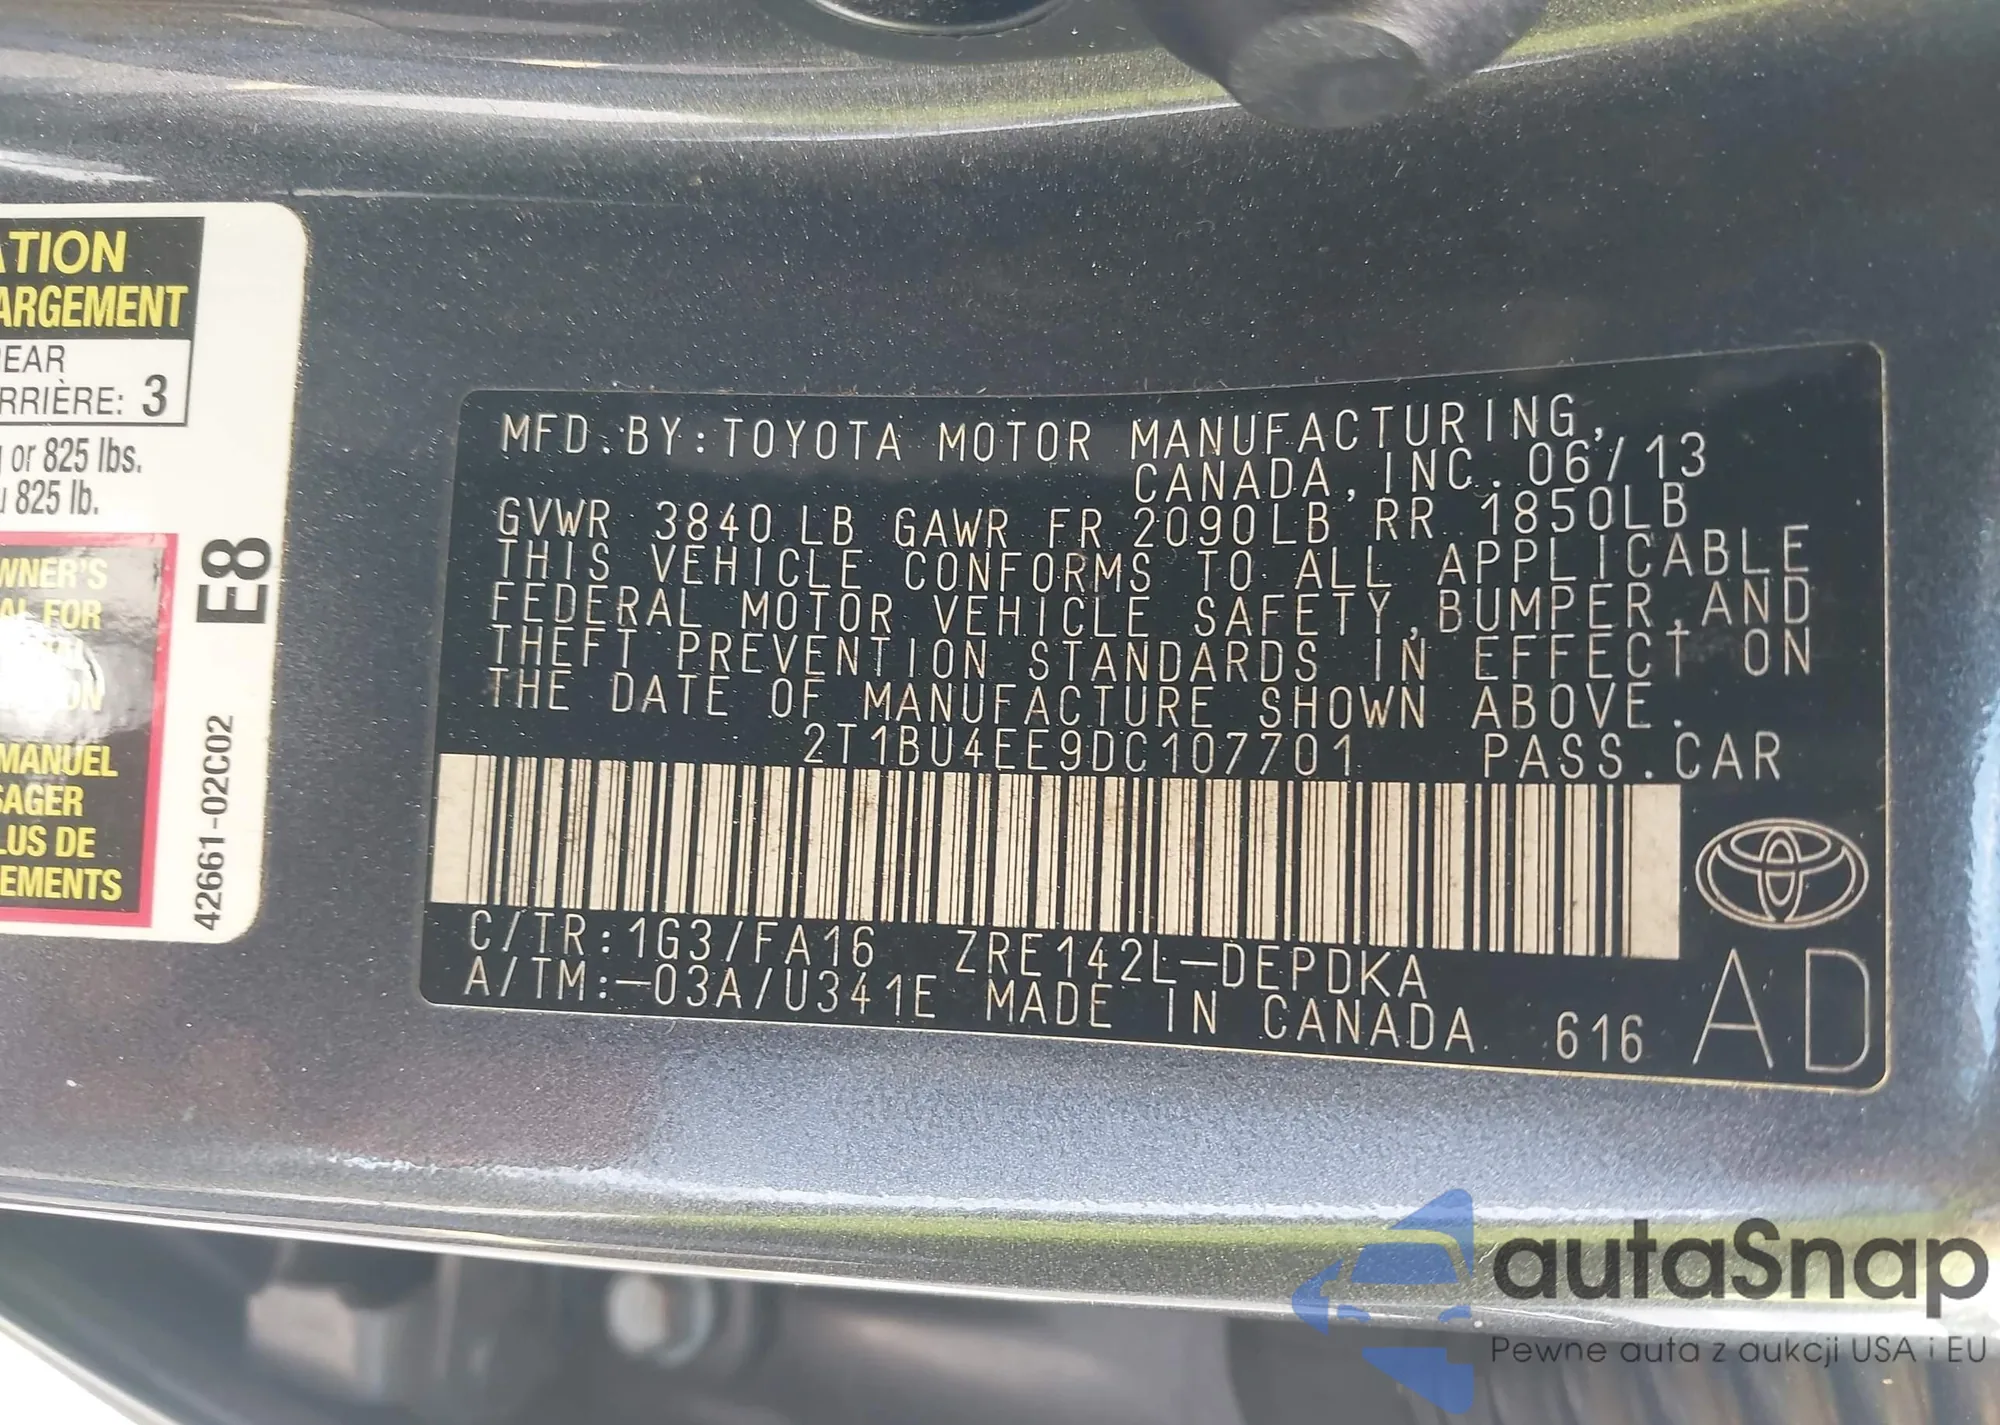 ATION
ARGEMENT
REAR
RRIÈRE: 3
or 825 lbs.
825 lb.
WNER'S
AL FOR
MANUEL
SAGER
LUS DE
EMENTS
E8
42661-02C02
MFD.BY:TOYOTA MOTOR MANUFACTURING,
CANADA, INC. 06/13
GVWR 3840 LB GAWR FR 2090LB RR 1850LB
THIS VEHICLE CONFORMS TO ALL APPLICABLE
FEDERAL MOTOR VEHICLE SAFETY,BUMPER,AND
THEFT PREVENTION STANDARDS IN EFFECT ON
THE DATE OF MANUFACTURE SHOWN ABOVE.
2T1BU4EE9DC107701 PASS.CAR
C/TR:1G3/FA16 ZRE142L-DEPDKA
A/TM:-03A/U341E MADE IN CANADA 616
AD
autaSnap
Pewne auta z aukcji USA i EU